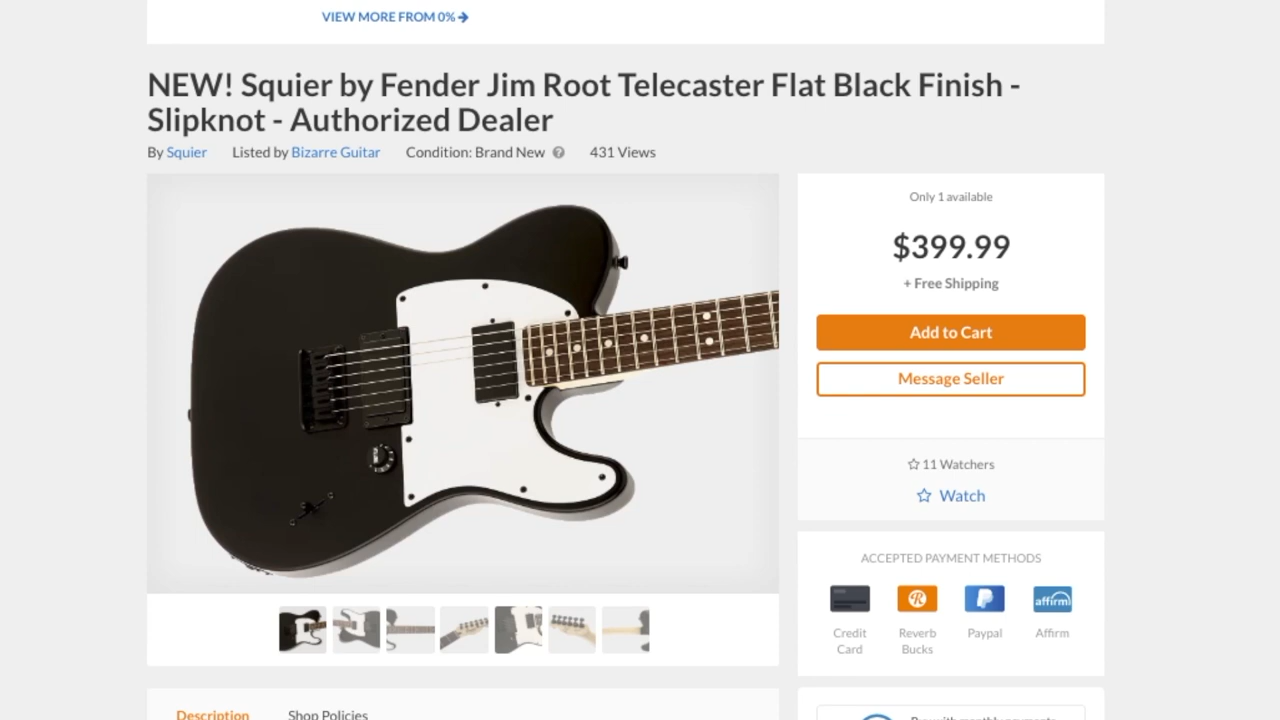 VIEW MORE FROM 0% →
NEW! Squier by Fender Jim Root Telecaster Flat Black Finish -
Slipknot - Authorized Dealer
By Squier Listed by Bizarre Guitar Condition: Brand New ? 431 Views
Only 1 available
$399.99
+ Free Shipping
Add to Cart
Message Seller
11 Watchers
Watch
ACCEPTED PAYMENT METHODS
affirm
Credit Card
Reverb Bucks
Paypal
Affirm
Description Shop Policies